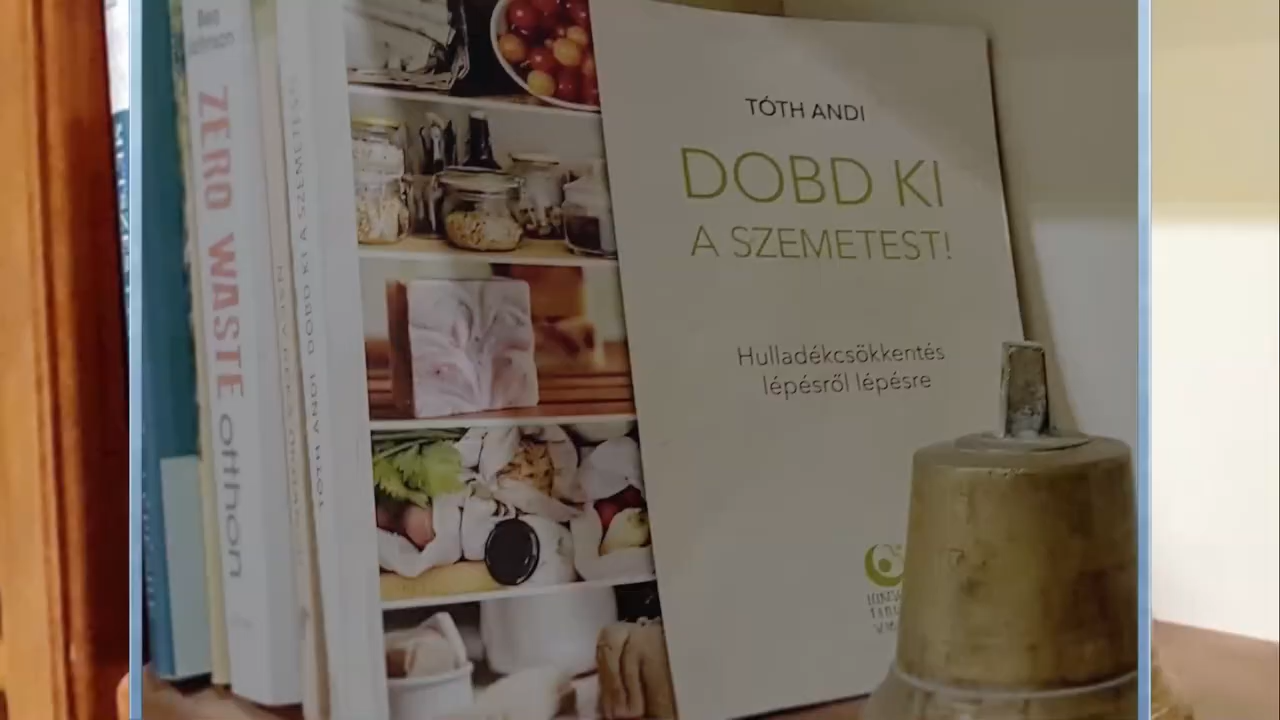 TÓTH ANDI
DOBD KI
A SZEMETEST!
Hulladékcsökkentés
lépésről lépésre
ZERO WASTE otthon
TÓTH ANDI DOBD KI A SZEMETEST!